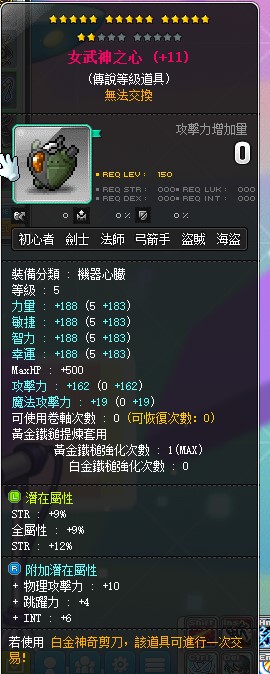 女武神之心 (+11)
(傳說等級道具)
無法交換
攻擊力增加量
0
REQ LEV : 150
REQ STR : 000 REQ LUK : 000
REQ DEX : 000 REQ INT : 000
0 0 0%
初心者 劍士 法師 弓箭手 盜賊 海盜
裝備分類 : 機器心臟
等級 : 5
力量 : +188 (5 +183)
敏捷 : +188 (5 +183)
智力 : +188 (5 +183)
幸運 : +188 (5 +183)
MaxHP : +500
攻擊力 : +162 (0 +162)
魔法攻擊力 : +19 (0 +19)
可使用卷軸次數 : 0 (可恢復次數: 0)
黃金鐵鎚提煉套用
黃金鐵鎚強化次數 : 1(MAX)
白金鎚強化次數 : 0
L 潛在屬性
STR : +9%
全屬性 : +9%
STR : +12%
R 附加潛在屬性
+ 物理攻擊力 : +10
+ 跳躍力 : +4
+ INT : +6
若使用 白金神奇剪刀, 該道具可進行一次交
易!